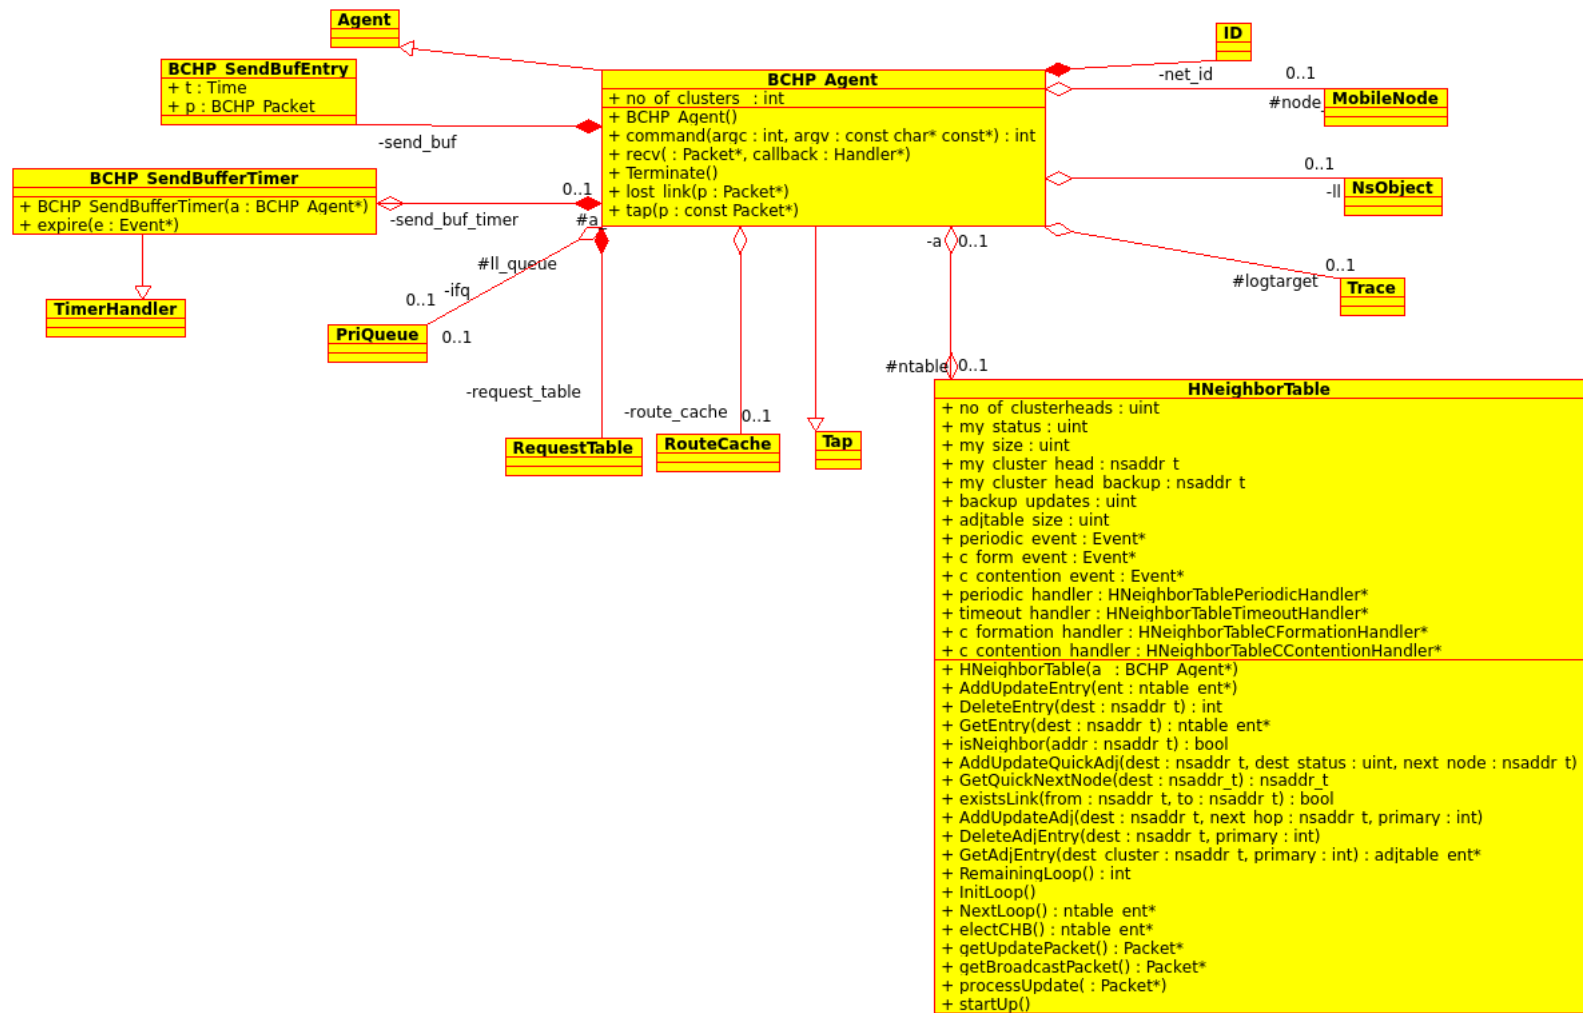 Agent
ID
BCHP_SendBufEntry
+ t : Time
+ p : BCHP_Packet
-send_buf
BCHP_Agent
+ no_of_clusters_ : int
+ BCHP_Agent()
+ command(argc : int, argv : const char* const*) : int
+ recv( : Packet*, callback : Handler*)
+ Terminate()
+ lost_link(p : Packet*)
+ tap(p : const Packet*)
-net_id
0..1
#node_
MobileNode
0..1
-ll
NsObject
BCHP_SendBufferTimer
+ BCHP_SendBufferTimer(a : BCHP_Agent*)
+ expire(e : Event*)
0..1
-send_buf_timer
#a_
TimerHandler
#ll_queue
-ifq
0..1
0..1
PriQueue
-a
0..1
0..1
#logtarget
Trace
-request_table
RequestTable
-route_cache
0..1
RouteCache
Tap
#ntable
0..1
HNeighborTable
+ no_of_clusterheads : uint
+ my_status : uint
+ my_size : uint
+ my_cluster_head : nsaddr_t
+ my_cluster_head_backup : nsaddr_t
+ backup_updates : uint
+ adjtable_size : uint
+ periodic_event : Event*
+ c_form_event : Event*
+ c_contention_event : Event*
+ periodic_handler : HNeighborTablePeriodicHandler*
+ timeout_handler : HNeighborTableTimeoutHandler*
+ c_formation_handler : HNeighborTableCFormationHandler*
+ c_contention_handler : HNeighborTableCContentionHandler*
+ HNeighborTable(a_ : BCHP_Agent*)
+ AddUpdateEntry(ent : ntable_ent*)
+ DeleteEntry(dest : nsaddr_t) : int
+ GetEntry(dest : nsaddr_t) : ntable_ent*
+ isNeighbor(addr : nsaddr_t) : bool
+ AddUpdateQuickAdj(dest : nsaddr_t, dest_status : uint, next_node : nsaddr_t)
+ GetQuickNextNode(dest : nsaddr_t) : nsaddr_t
+ existsLink(from : nsaddr_t, to : nsaddr_t) : bool
+ AddUpdateAdj(dest : nsaddr_t, next_hop : nsaddr_t, primary : int)
+ DeleteAdjEntry(dest : nsaddr_t, primary : int)
+ GetAdjEntry(dest_cluster : nsaddr_t, primary : int) : adjtable_ent*
+ RemainingLoop() : int
+ InitLoop()
+ NextLoop() : ntable_ent*
+ electCHB() : ntable_ent*
+ getUpdatePacket() : Packet*
+ getBroadcastPacket() : Packet*
+ processUpdate( : Packet*)
+ startUp()